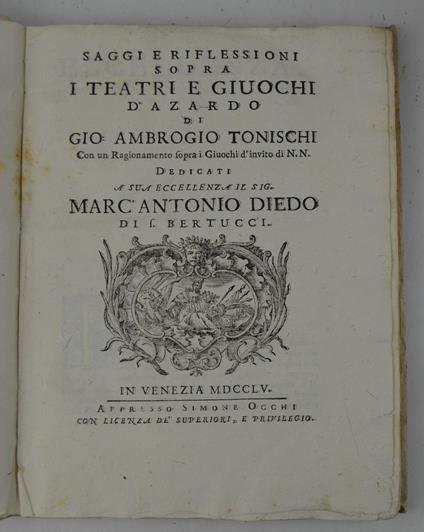 SAGGI E RIFLESSIONI
SOPRA
I TEATRI E GIUOCHI
D'AZARDO
DI
GIO: AMBROGIO TONISCHI
Con un Ragionamento sopra i Giuochi d'invito di N.N.
DEDICATI
A SUA ECCELLENZA IL SIG.
MARC'ANTONIO DIEDO
DI S. BERTUCCI.
IN VENEZIA MDCCLV.
APPRESSO SIMONE OCCHI
CON LICENZA DE' SUPERIORI, E PRIVILEGIO.